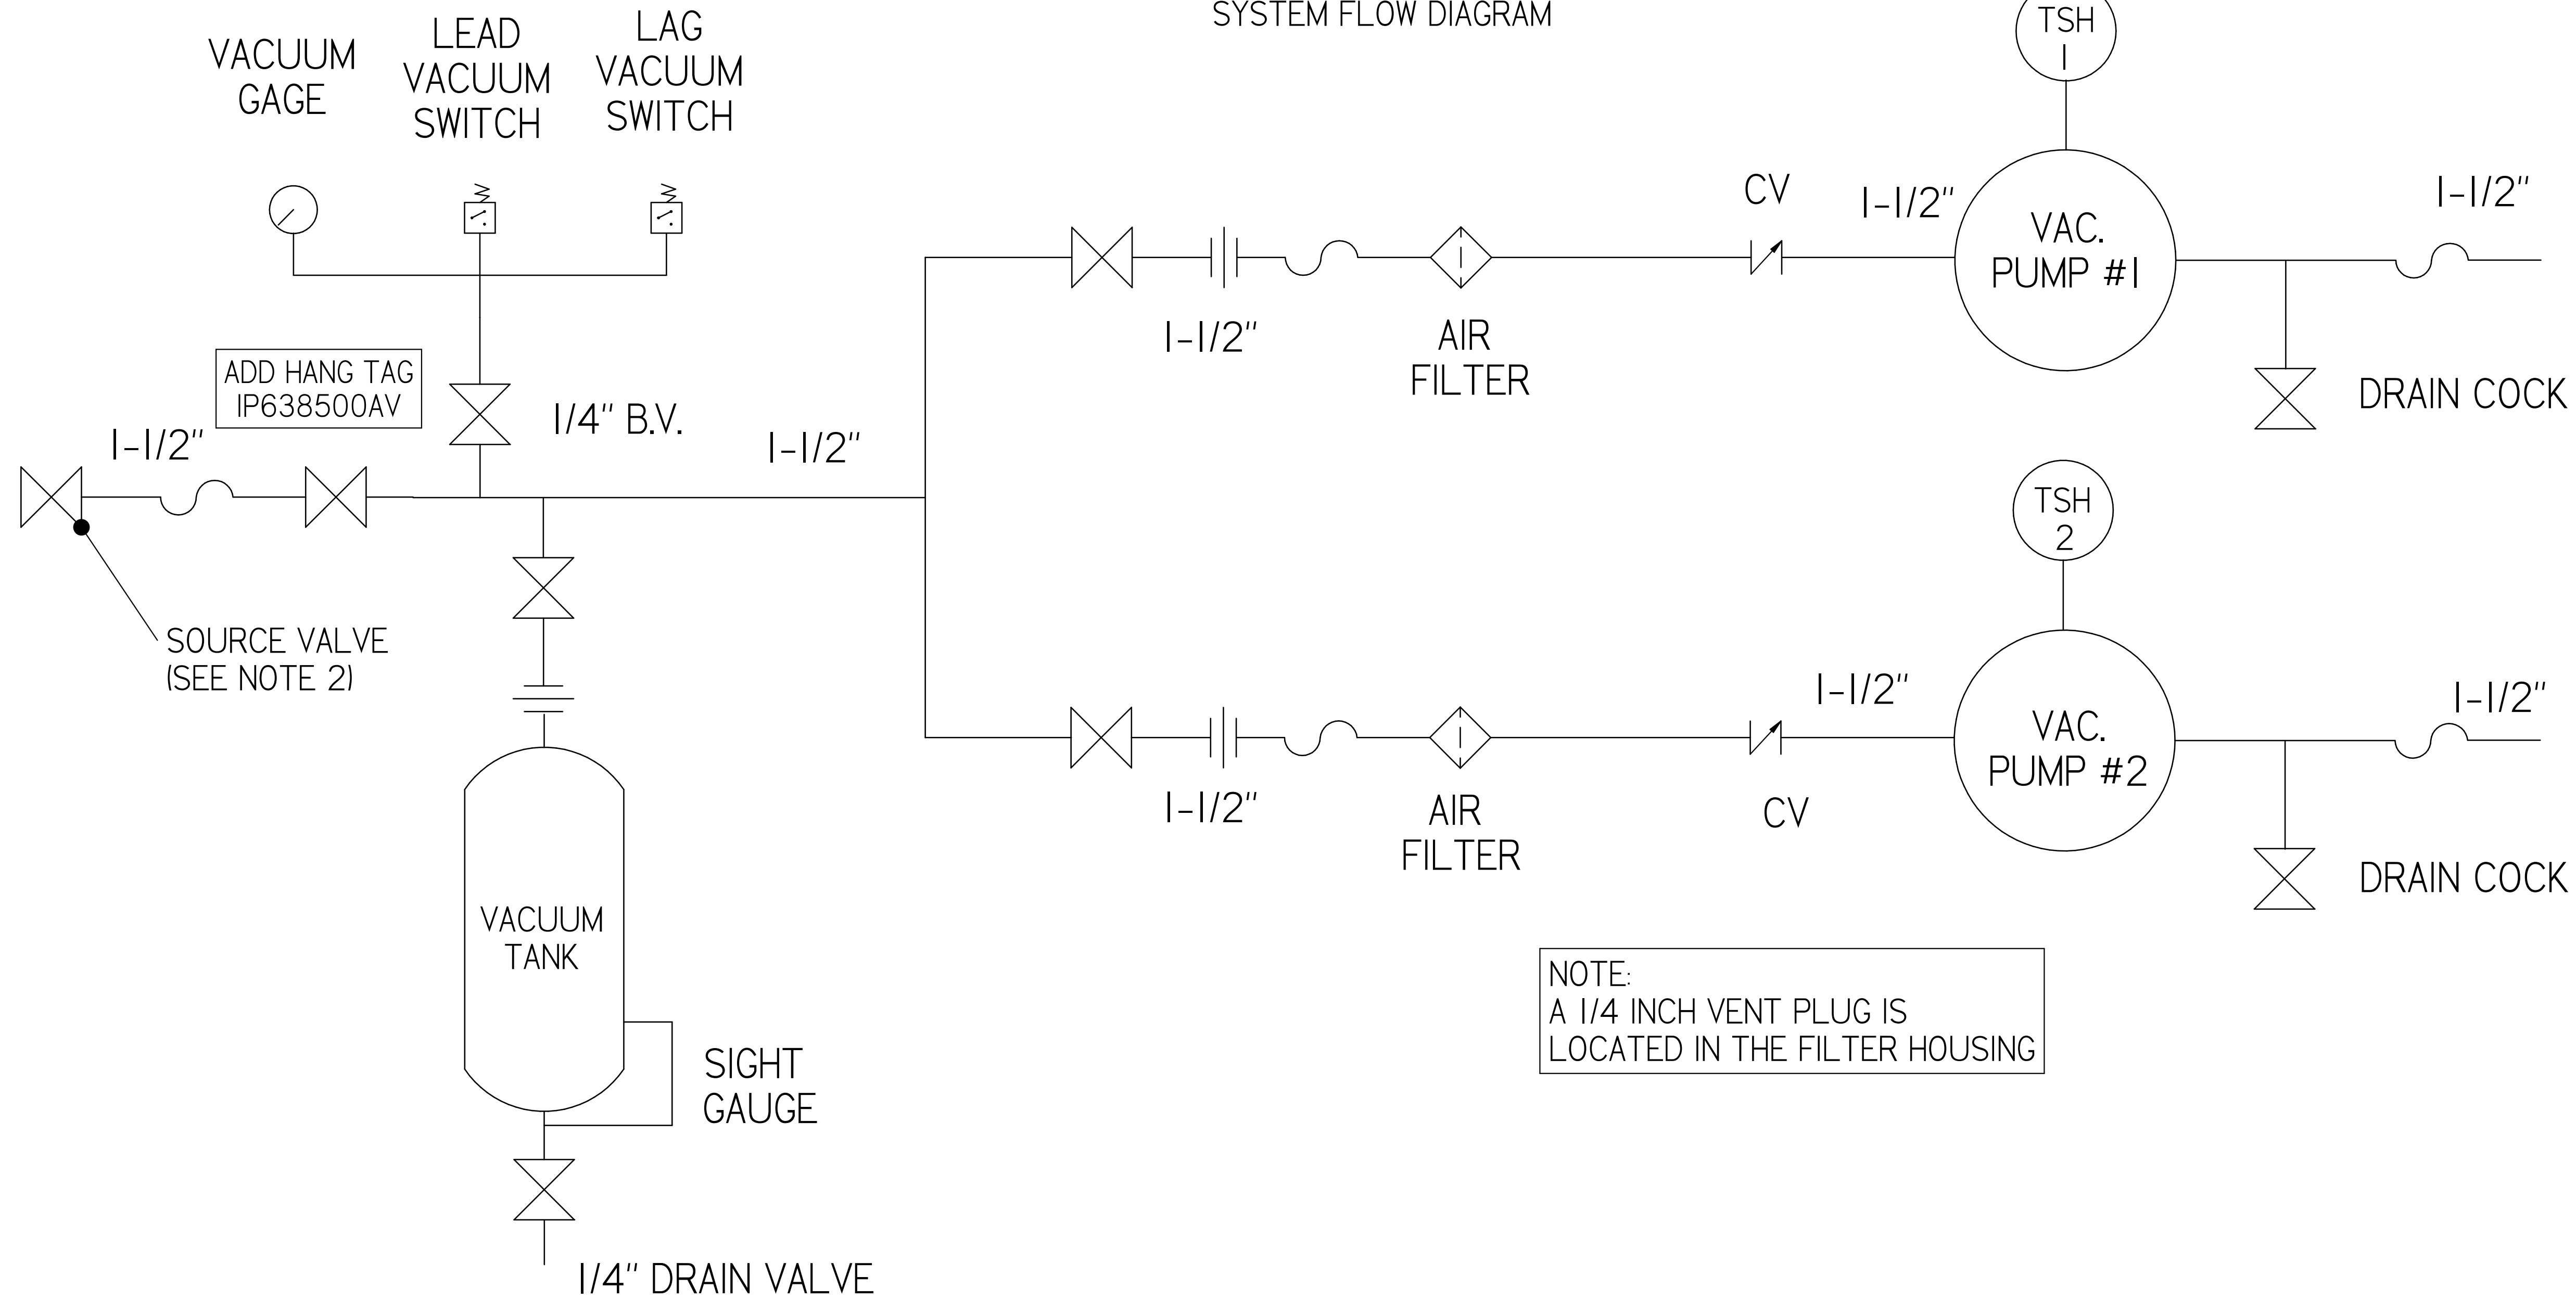 SYSTEM FLOW DIAGRAM
VACUUM
GAGE
LEAD
VACUUM
SWITCH
LAG
VACUUM
SWITCH
ADD HANG TAG
IP638500AV
1/4" B.V.
1-1/2"
1-1/2"
SOURCE VALVE
(SEE NOTE 2)
VACUUM
TANK
SIGHT
GAUGE
1/4" DRAIN VALVE
TSH
1
CV
1-1/2"
VAC.
PUMP #1
1-1/2"
1-1/2"
AIR
FILTER
DRAIN COCK
TSH
2
1-1/2"
VAC.
PUMP #2
1-1/2"
1-1/2"
AIR
FILTER
CV
DRAIN COCK
NOTE:
A 1/4 INCH VENT PLUG IS
LOCATED IN THE FILTER HOUSING